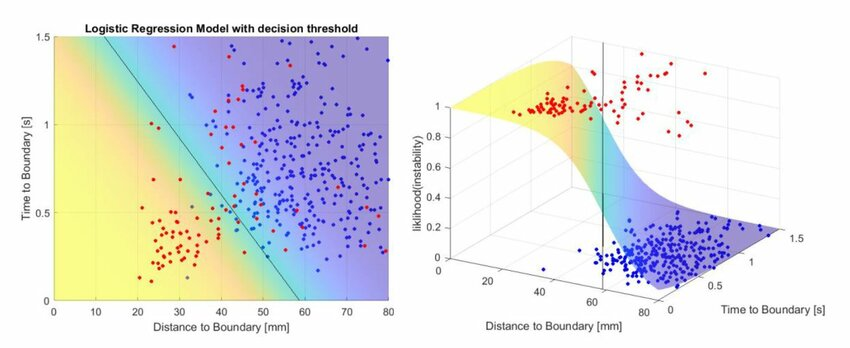 Logistic Regression Model with decision threshold
1.5
1
0.5
0
Time to Boundary [s]
0 10 20 30 40 50 60 70 80
Distance to Boundary [mm]
1
0.8
0.6
0.4
0.2
0
liklihood(instability)
0 20 40 60 80
Distance to Boundary [mm]
0 0.5 1 1.5
Time to Boundary [s]